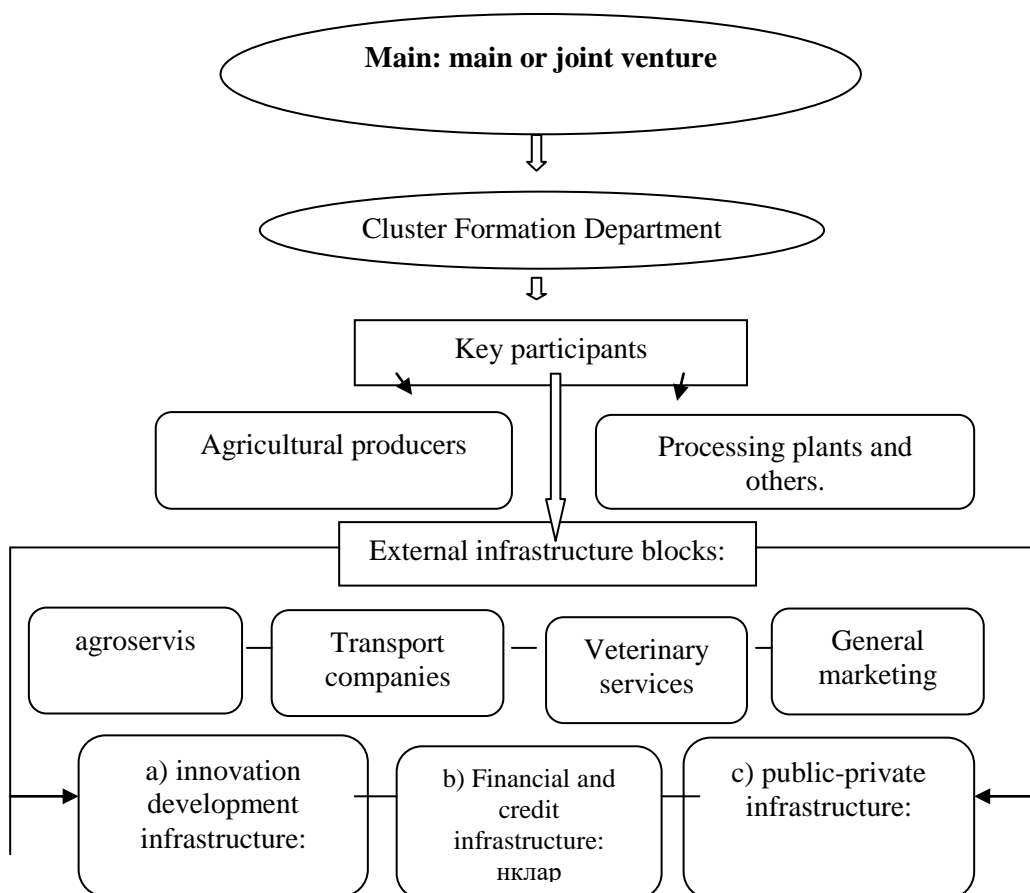 Main: main or joint venture
Cluster Formation Department
Key participants
Agricultural producers
Processing plants and
others.
External infrastructure blocks:
agroservis
Transport
companies
Veterinary
services
General
marketing
a) innovation
development
infrastructure:
b) Financial and
credit
infrastructure:
нклар
c) public-private
infrastructure: